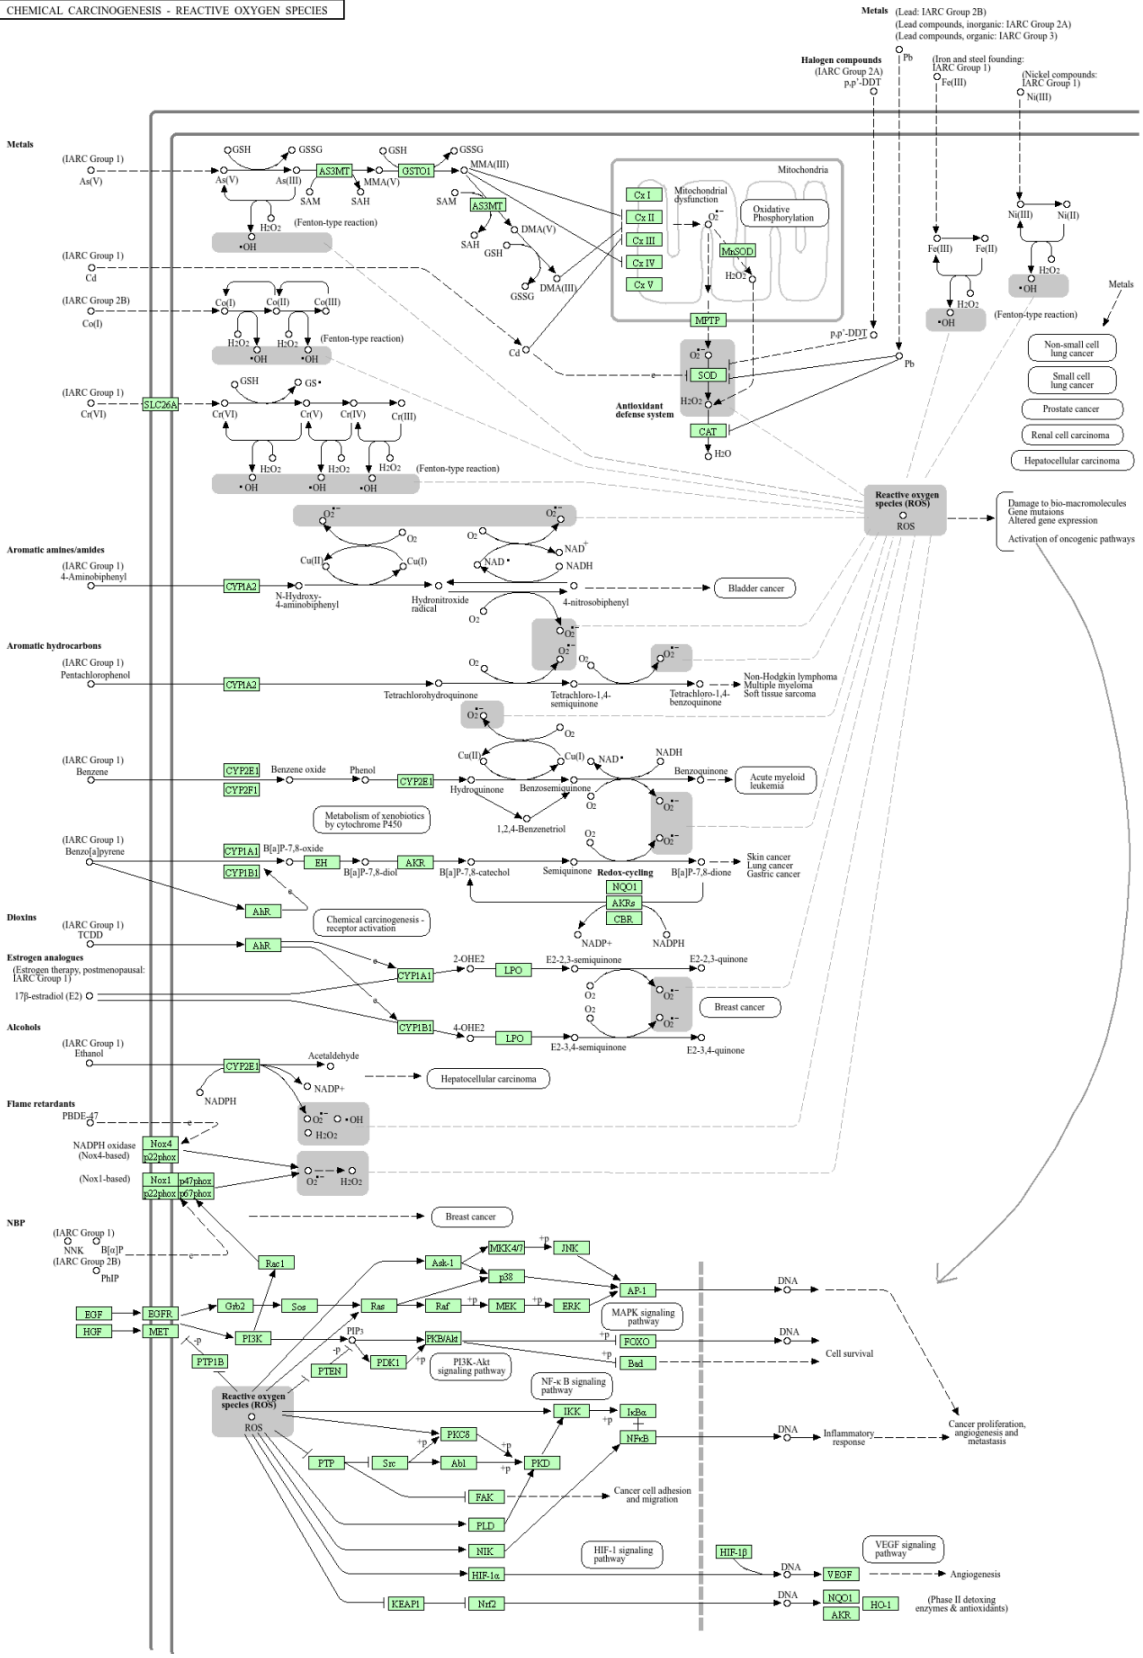 CHEMICAL CARCINOGENESIS - REACTIVE OXYGEN SPECIES
Metals
(Lead: IARC Group 2B)
(Lead compounds, inorganic: IARC Group 2A)
(Lead compounds, organic: IARC Group 3)
Pb
Halogen compounds
(IARC Group 2A)
p,p'-DDT
(Iron and steel founding:
IARC Group 1)
Fe(III)
(Nickel compounds:
IARC Group 1)
Ni(III)
Metals
(IARC Group 1)
As(V)
GSH
GSSG
As(V)
As(III)
AS3MT
SAM
SAH
MMA(V)
GSH
GSSG
GSTO1
MMA(III)
SAM
AS3MT
SAH
DMA(V)
GSH
GSSG
DMA(III)
H2O2
•OH
(Fenton-type reaction)
Mitochondria
Cx I
Cx II
Cx III
Cx IV
Cx V
Mitochondrial
dysfunction
O2•−
Oxidative
Phosphorylation
MnSOD
H2O2
MPTP
Fe(III)
Fe(II)
H2O2
•OH
Ni(III)
Ni(II)
H2O2
•OH
(Fenton-type reaction)
Metals
Non-small cell
lung cancer
Small cell
lung cancer
Prostate cancer
Renal cell carcinoma
Hepatocellular carcinoma
(IARC Group 1)
Cd
(IARC Group 2B)
Co(I)
Co(I)
Co(II)
Co(III)
H2O2
H2O2
•OH
•OH
(Fenton-type reaction)
Cd
e
p,p'-DDT
Pb
O2•−
SOD
H2O2
Antioxidant
defense system
CAT
H2O
(IARC Group 1)
Cr(VI)
SLC26A
GSH
GS•
Cr(VI)
Cr(V)
Cr(IV)
Cr(III)
H2O2
H2O2
H2O2
•OH
•OH
•OH
(Fenton-type reaction)
Reactive oxygen
species (ROS)
ROS
Damage to bio-macromolecules
Gene mutaions
Altered gene expression
Activation of oncogenic pathways
Aromatic amines/amides
(IARC Group 1)
4-Aminobiphenyl
CYP1A2
O2•−
O2•−
O2
O2
Cu(II)
Cu(I)
NAD+
NAD•
NADH
N-Hydroxy-
4-aminobiphenyl
Hydronitroxide
radical
4-nitrosobiphenyl
Bladder cancer
O2
O2•−
Aromatic hydrocarbons
(IARC Group 1)
Pentachlorophenol
CYP1A2
O2
O2•−
O2
O2•−
Tetrachlorohydroquinone
Tetrachloro-1,4-
semiquinone
Tetrachloro-1,4-
benzoquinone
Non-Hodgkin lymphoma
Multiple myeloma
Soft tissue sarcoma
O2•−
O2
Cu(II)
Cu(I)
NAD•
NADH
(IARC Group 1)
Benzene
CYP2E1
CYP2F1
Benzene oxide
Phenol
CYP2E1
Hydroquinone
Benzosemiquinone
Benzoquinone
Acute myeloid
leukemia
O2
O2•−
1,2,4-Benzenetriol
Metabolism of xenobiotics
by cytochrome P450
O2
O2•−
(IARC Group 1)
Benzo[a]pyrene
CYP1A1
CYP1B1
B[a]P-7,8-oxide
EH
B[a]P-7,8-diol
AKR
B[a]P-7,8-catechol
Semiquinone
B[a]P-7,8-dione
Skin cancer
Lung cancer
Gastric cancer
Redox-cycling
NQO1
AKRs
CBR
NADP+
NADPH
e
AhR
Chemical carcinogenesis -
receptor activation
Dioxins
(IARC Group 1)
TCDD
AhR
e
e
Estrogen analogues
(Estrogen therapy, postmenopausal:
IARC Group 1)
17β-estradiol (E2)
CYP1A1
2-OHE2
LPO
E2-2,3-semiquinone
E2-2,3-quinone
O2
O2•−
O2
O2•−
Breast cancer
CYP1B1
4-OHE2
LPO
E2-3,4-semiquinone
E2-3,4-quinone
Alcohols
(IARC Group 1)
Ethanol
CYP2E1
Acetaldehyde
NADP+
NADPH
Hepatocellular carcinoma
O2•−
•OH
H2O2
Flame retardants
PBDE-47
e
NADPH oxidase
(Nox4-based)
Nox4
p22phox
(Nox1-based)
Nox1
p47phox
p22phox
p67phox
O2•−
H2O2
Breast cancer
NBP
(IARC Group 1)
NNK
B[α]P
(IARC Group 2B)
PhIP
e
Rac1
Ask-1
MKK4/7
+p
JNK
p38
AP-1
DNA
EGF
EGFR
Grb2
Sos
Ras
Raf
+p
MEK
+p
ERK
MAPK signaling
pathway
HGF
MET
PI3K
PIP3
PKB/Akt
+p
FOXO
DNA
-p
PTP1B
-p
PTEN
PDK1
+p
PI3K-Akt
signaling pathway
+p
Bad
Cell survival
NF-κ B signaling
pathway
Reactive oxygen
species (ROS)
ROS
IKK
+p
IκBα
PKCδ
+p
+p
NFκB
DNA
Inflammatory
response
Cancer proliferation,
angiogenesis and
metastasis
PTP
Src
Abl
+p
PKD
FAK
Cancer cell adhesion
and migration
PLD
NIK
HIF-1 signaling
pathway
HIF-1β
VEGF signaling
pathway
HIF-1α
DNA
VEGF
Angiogenesis
KEAP1
Nrf2
DNA
NQO1
HO-1
AKR
(Phase II detoxing
enzymes & antioxidants)